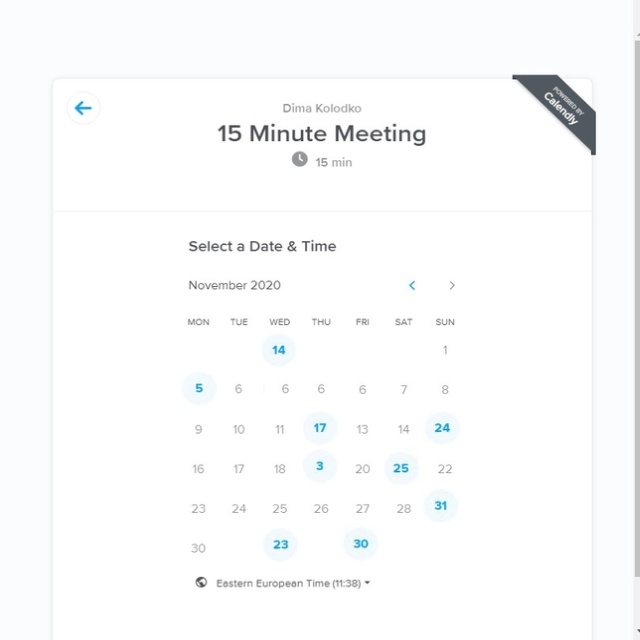 POWERED BY
Calendly
Dima Kolodko
15 Minute Meeting
15 min
Select a Date & Time
November 2020
MON TUE WED THU FRI SAT SUN
14 1
5 6 6 6 6 7 8
9 10 11 17 13 14 24
16 17 18 3 20 25 22
23 24 25 26 27 28 31
30 23 30
Eastern European Time (11:38)